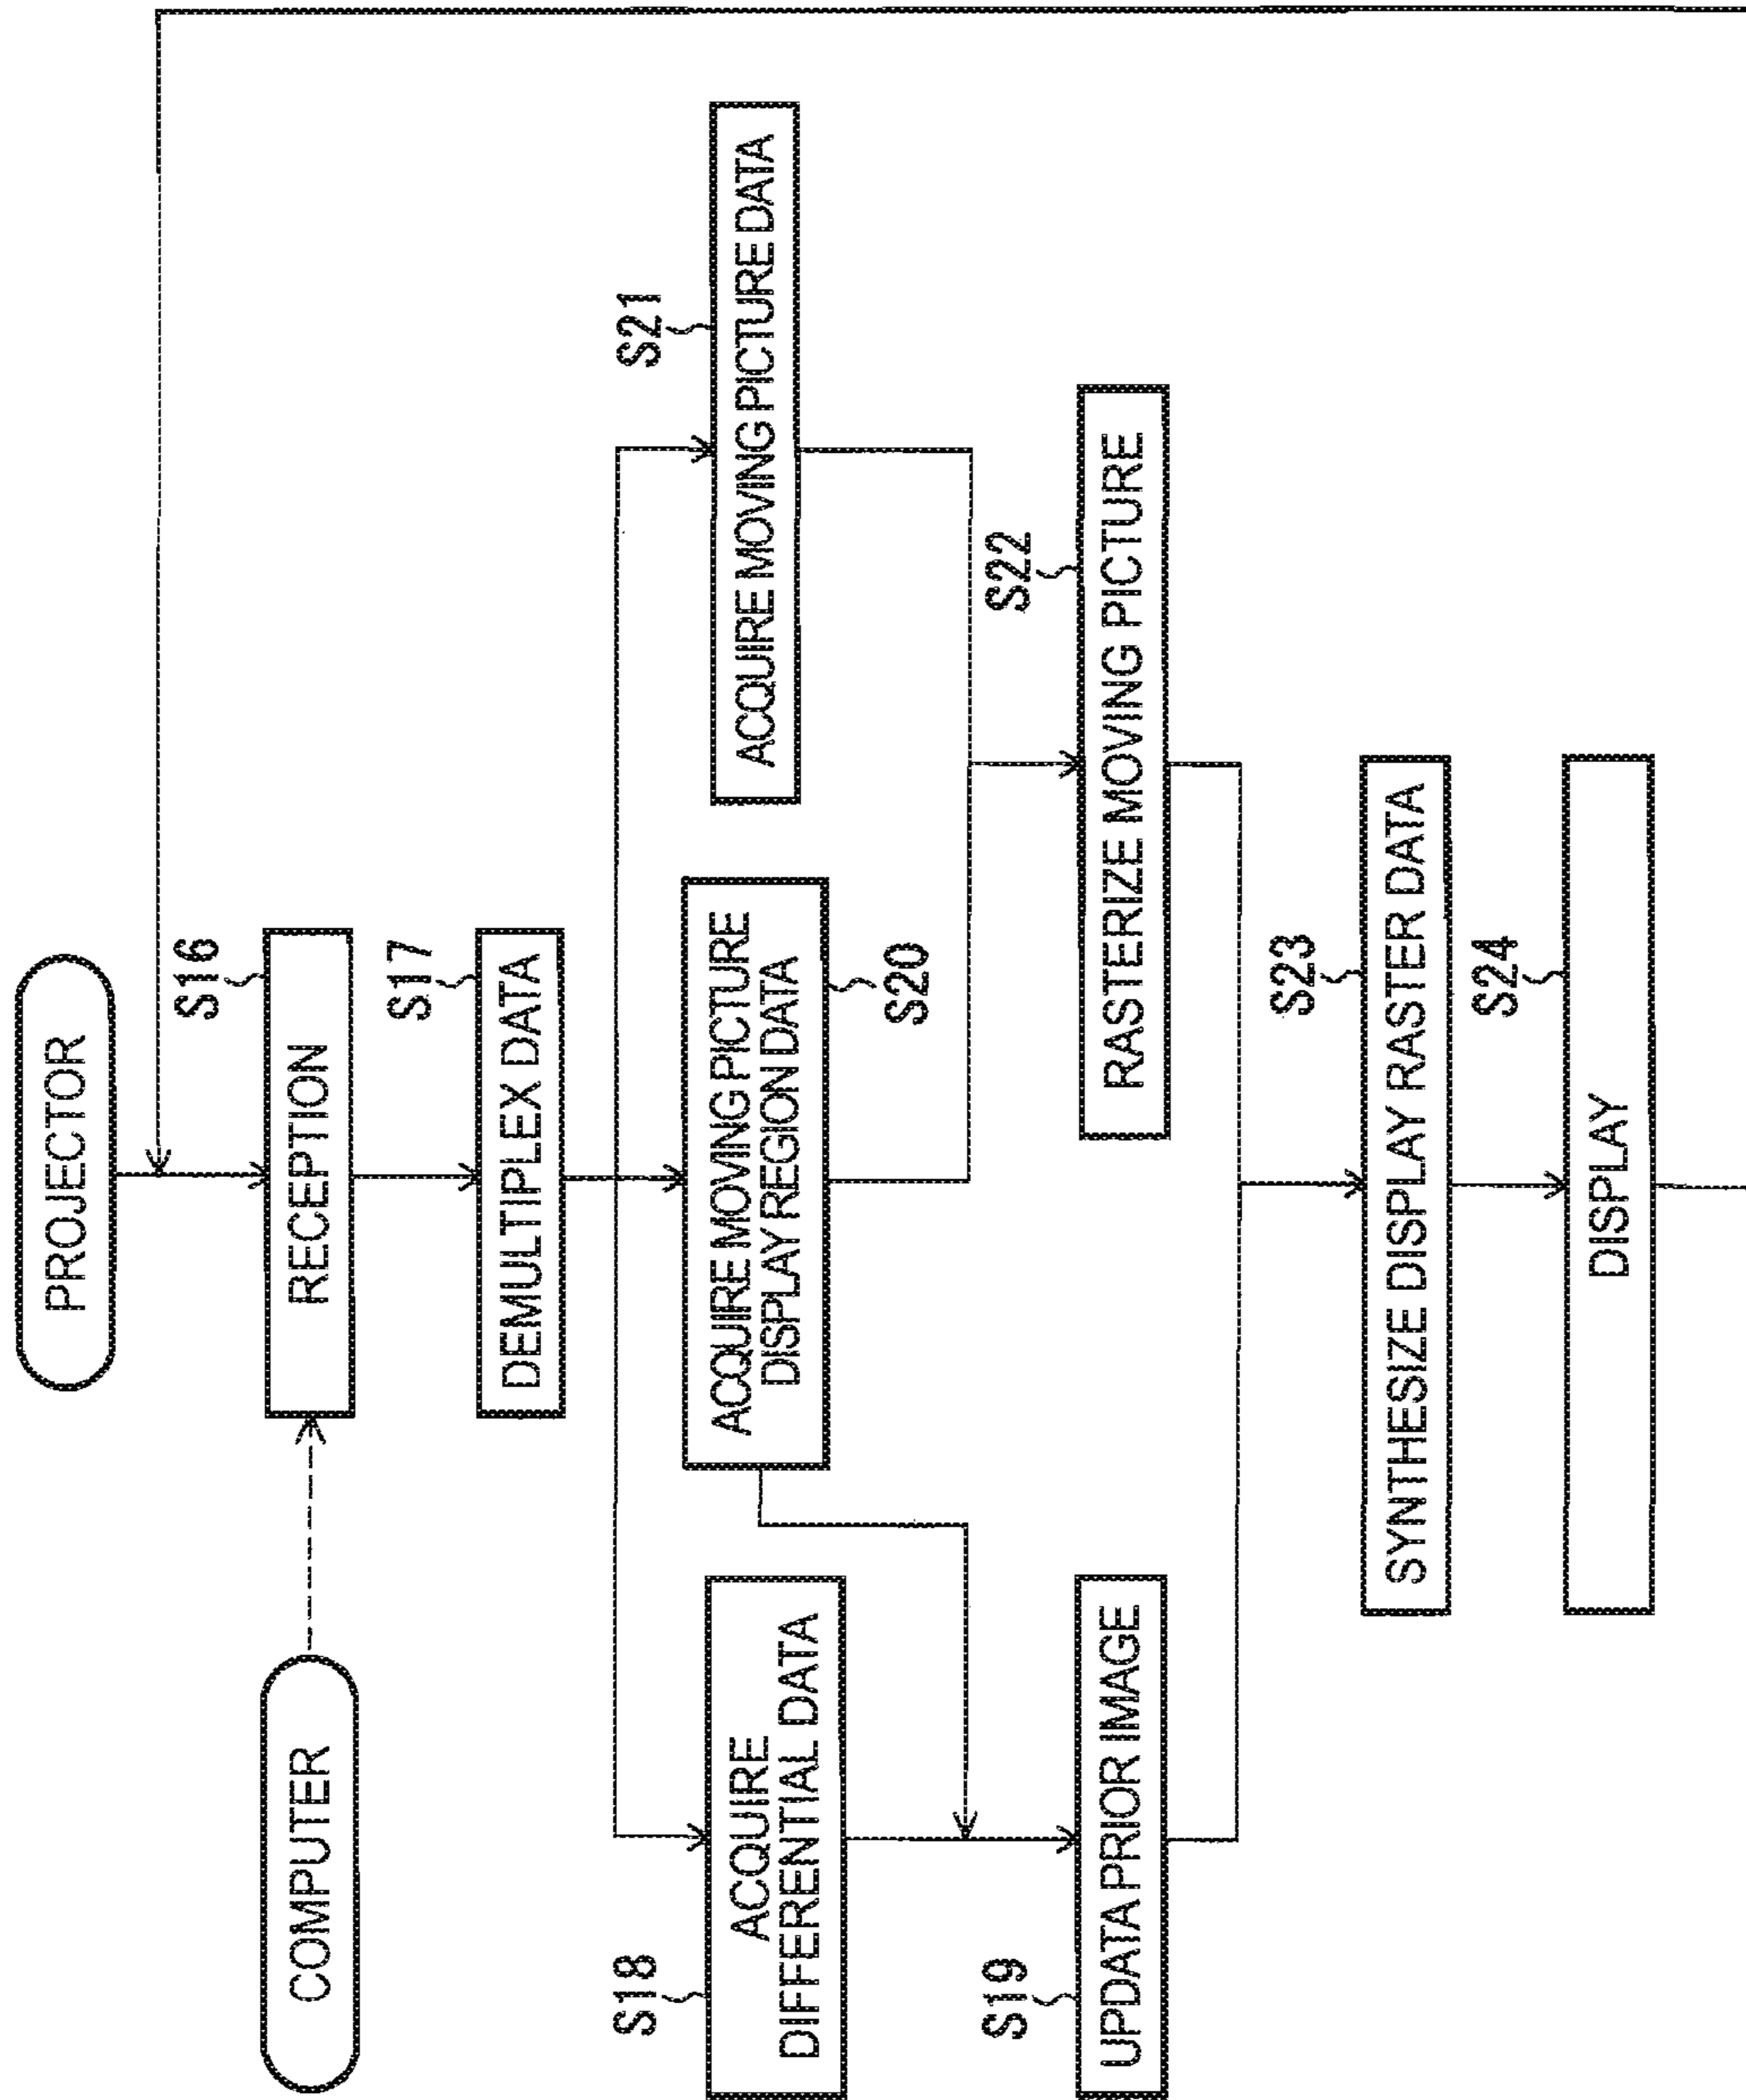 PROJECTOR
COMPUTER
S16
RECEPTION
S17
DEMULTIPLEX DATA
S18
ACQUIRE
DIFFERENTIAL DATA
ACQUIRE MOVING PICTURE
DISPLAY REGION DATA
S20
S21
ACQUIRE MOVING PICTURE DATA
S19
UPDATA PRIOR IMAGE
S22
RASTERIZE MOVING PICTURE
S23
SYNTHESIZE DISPLAY RASTER DATA
S24
DISPLAY